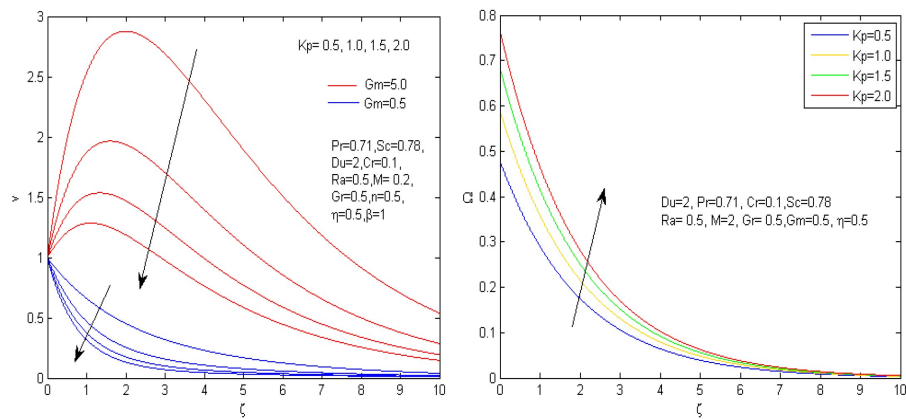 3
2.5
2
1.5
1
0.5
0
0 1 2 3 4 5 6 7 8 9 10
v
ζ
Kp= 0.5, 1.0, 1.5, 2.0
Gm=5.0
Gm=0.5
Pr=0.71,Sc=0.78,
Du=2,Cr=0.1,
Ra=0.5,M= 0.2,
Gr=0.5,n=0.5,
η=0.5,β=1
0.8
0.7
0.6
0.5
0.4
0.3
0.2
0.1
0
0 1 2 3 4 5 6 7 8 9 10
Ω
ζ
Kp=0.5
Kp=1.0
Kp=1.5
Kp=2.0
Du=2, Pr=0.71, Cr=0.1,Sc=0.78
Ra= 0.5, M=2, Gr= 0.5,Gm=0.5, η=0.5